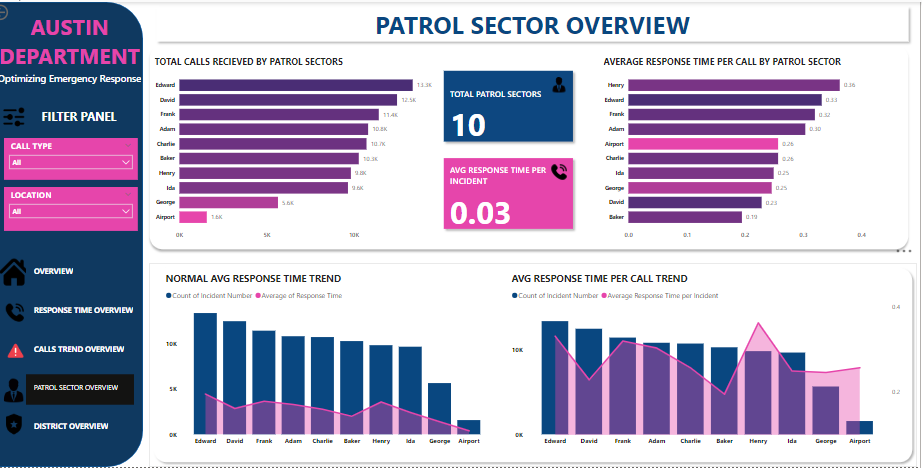 AUSTIN
DEPARTMENT
Optimizing Emergency Response
FILTER PANEL
CALL TYPE
All
LOCATION
All
OVERVIEW
RESPONSE TIME OVERVIEW
CALLS TREND OVERVIEW
PATROL SECTOR OVERVIEW
DISTRICT OVERVIEW
PATROL SECTOR OVERVIEW
TOTAL CALLS RECIEVED BY PATROL SECTORS
Edward 13.3K
David 12.5K
Frank 11.4K
Adam 10.8K
Charlie 10.7K
Baker 10.3K
Henry 9.8K
Ida 9.6K
George 5.6K
Airport 1.6K
0K 5K 10K
TOTAL PATROL SECTORS
10
AVG RESPONSE TIME PER
INCIDENT
0.03
AVERAGE RESPONSE TIME PER CALL BY PATROL SECTOR
Henry 0.36
Edward 0.33
Frank 0.32
Adam 0.30
Airport 0.26
Charlie 0.26
Ida 0.25
George 0.25
David 0.23
Baker 0.19
0.0 0.1 0.2 0.3 0.4
NORMAL AVG RESPONSE TIME TREND
Count of Incident Number Average of Response Time
10K
5K
0K
Edward David Frank Adam Charlie Baker Henry Ida George Airport
AVG RESPONSE TIME PER CALL TREND
Count of Incident Number Average Response Time per Incident
0.4
10K
0.2
0K
Edward David Frank Adam Charlie Baker Henry Ida George Airport